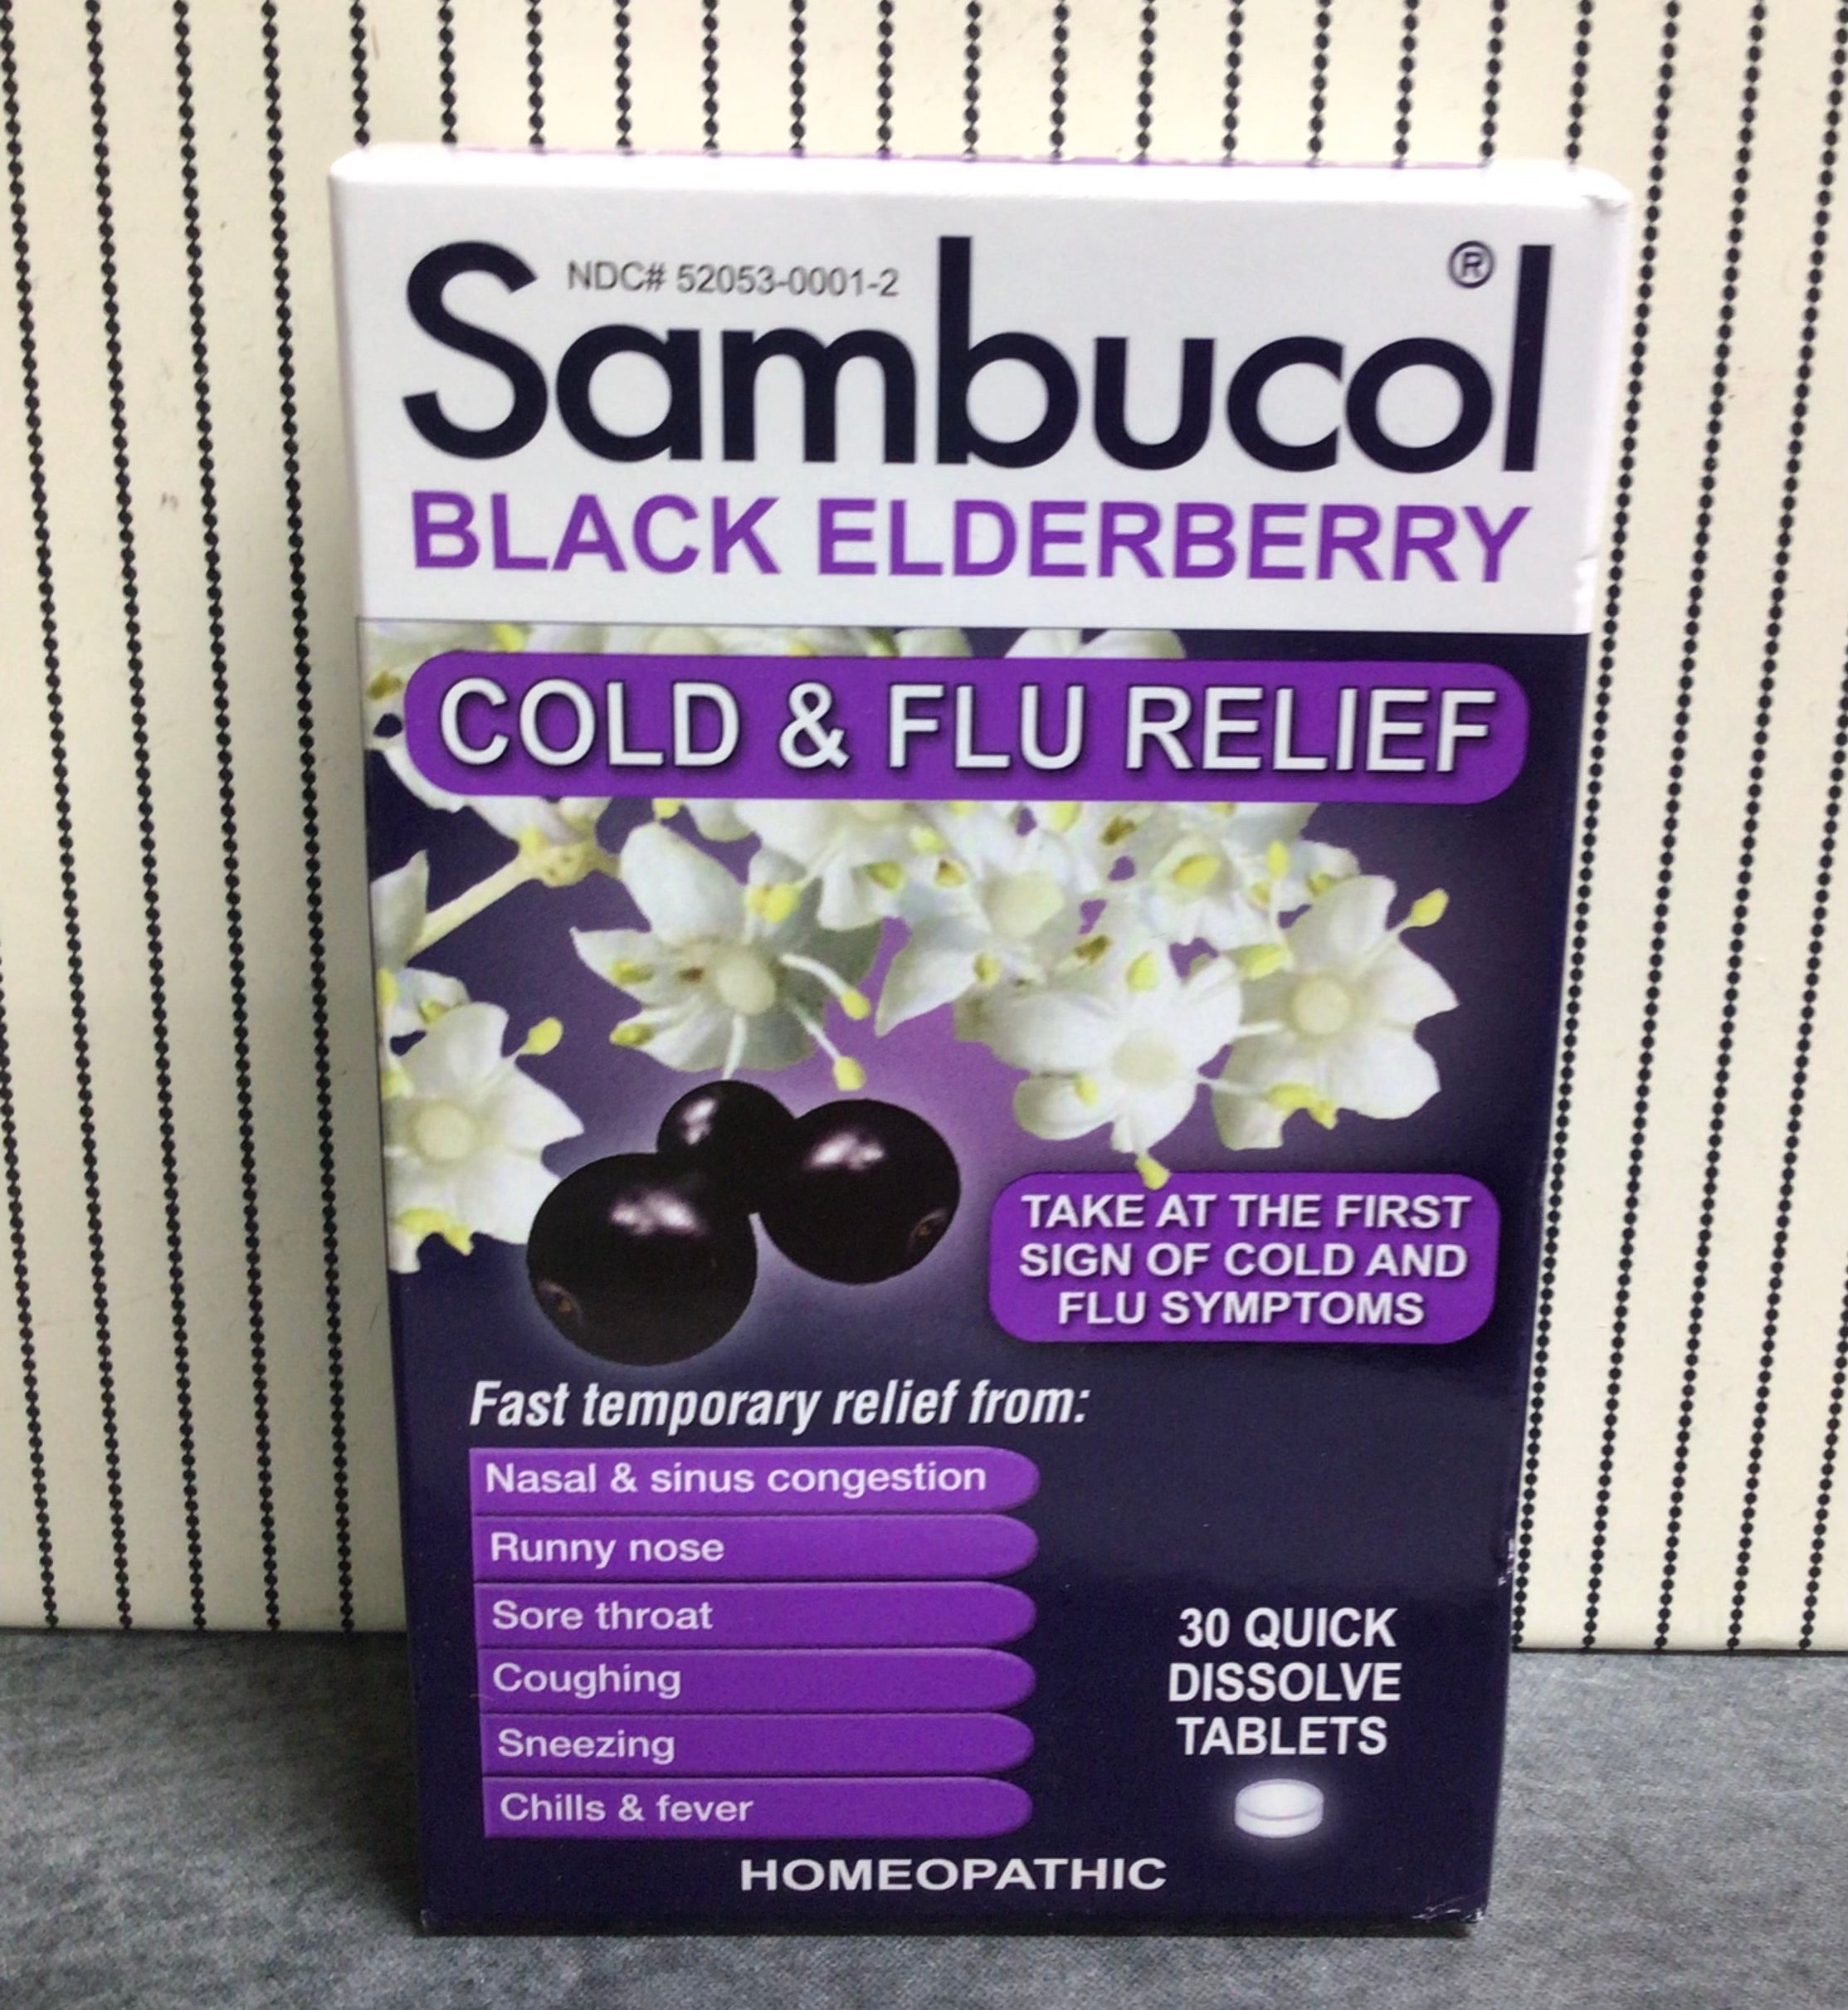 NDC# 52053-0001-2
Sambucol®
BLACK ELDERBERRY
COLD & FLU RELIEF
TAKE AT THE FIRST
SIGN OF COLD AND
FLU SYMPTOMS
Fast temporary relief from:
Nasal & sinus congestion
Runny nose
Sore throat
Coughing
Sneezing
Chills & fever
30 QUICK
DISSOLVE
TABLETS
HOMEOPATHIC